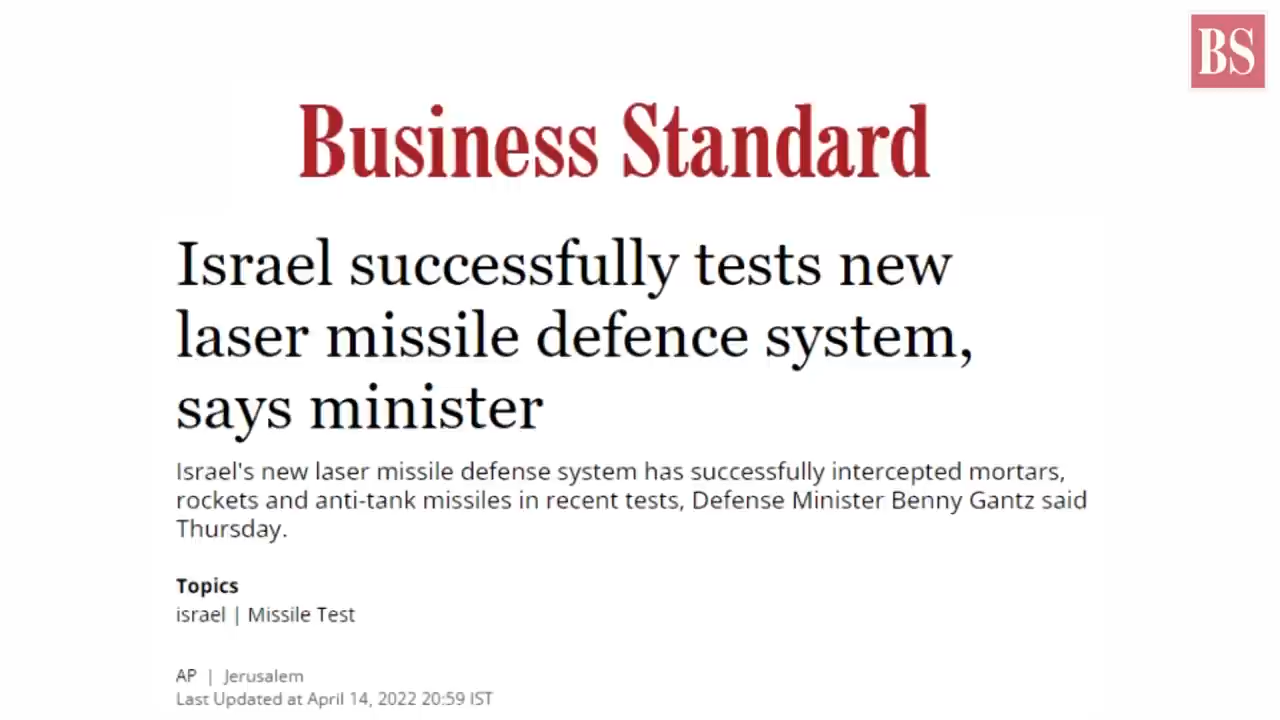 BS
Business Standard
Israel successfully tests new
laser missile defence system,
says minister
Israel's new laser missile defense system has successfully intercepted mortars,
rockets and anti-tank missiles in recent tests, Defense Minister Benny Gantz said
Thursday.
Topics
israel | Missile Test
AP | Jerusalem
Last Updated at April 14, 2022 20:59 IST